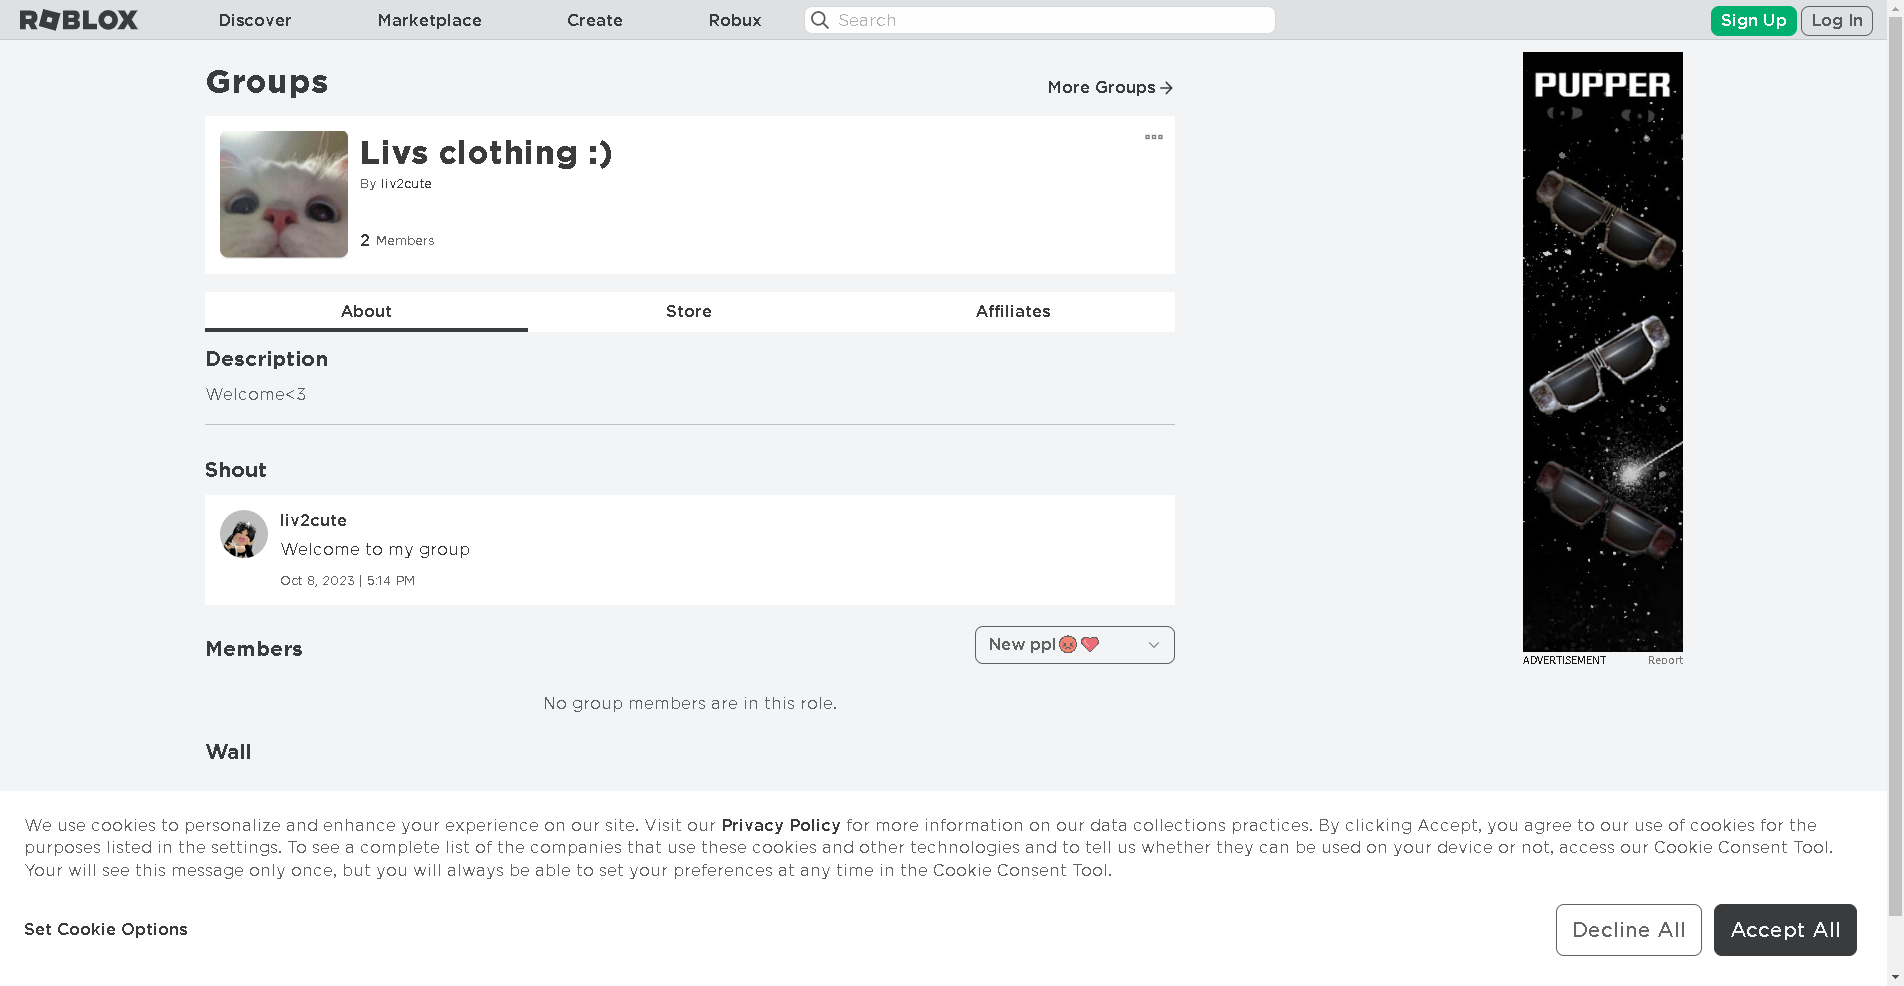 ROBLOX
Discover
Marketplace
Create
Robux
Search
Sign Up
Log In
Groups
More Groups
Livs clothing :)
By liv2cute
2 Members
About
Store
Affiliates
Description
Welcome<3
Shout
liv2cute
Welcome to my group
Oct 8, 2023 | 5:14 PM
Members
New ppl😡❤️
No group members are in this role.
Wall
PUPPER
ADVERTISEMENT
Report
We use cookies to personalize and enhance your experience on our site. Visit our Privacy Policy for more information on our data collections practices. By clicking Accept, you agree to our use of cookies for the
purposes listed in the settings. To see a complete list of the companies that use these cookies and other technologies and to tell us whether they can be used on your device or not, access our Cookie Consent Tool.
Your will see this message only once, but you will always be able to set your preferences at any time in the Cookie Consent Tool.
Set Cookie Options
Decline All
Accept All